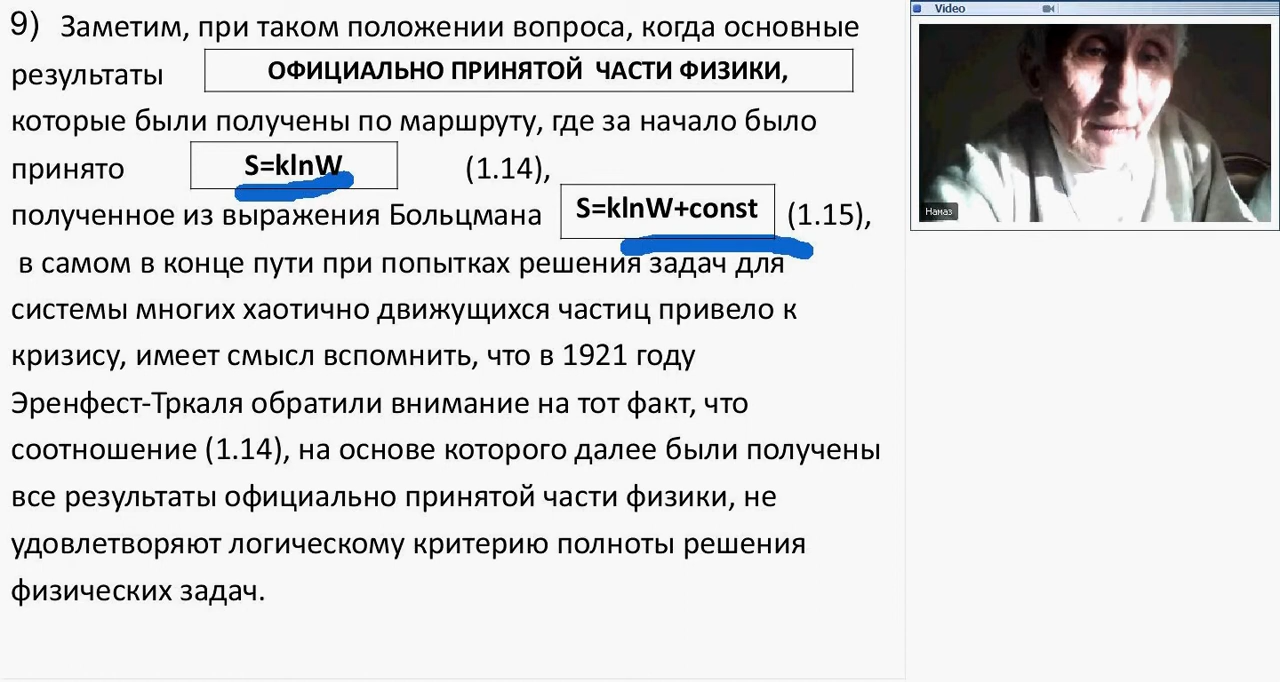 9) Заметим, при таком положении вопроса, когда основные
результаты ОФИЦИАЛЬНО ПРИНЯТОЙ ЧАСТИ ФИЗИКИ,
которые были получены по маршруту, где за начало было
принято S=klnW (1.14),
полученное из выражения Больцмана S=klnW+const (1.15),
в самом в конце пути при попытках решения задач для
системы многих хаотично движущихся частиц привело к
кризису, имеет смысл вспомнить, что в 1921 году
Эренфест-Тркаля обратили внимание на тот факт, что
соотношение (1.14), на основе которого далее были получены
все результаты официально принятой части физики, не
удовлетворяют логическому критерию полноты решения
физических задач.
Video
Намаз